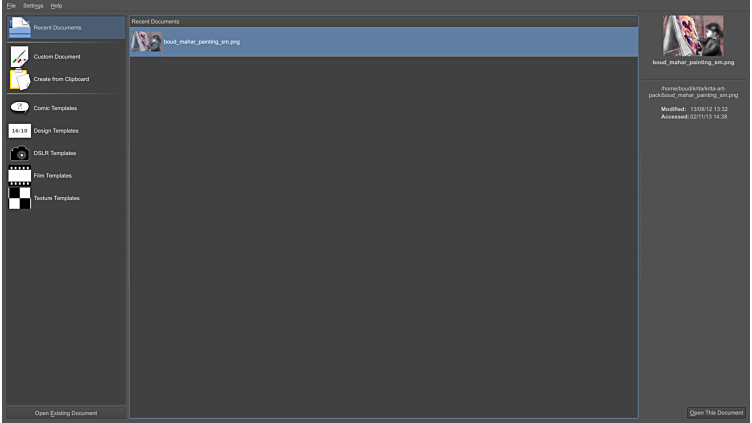 File Settings Help
Recent Documents
Custom Document
Create from Clipboard
Comic Templates
16:10 Design Templates
DSLR Templates
Film Templates
Texture Templates
Open Existing Document
Recent Documents
boud_mahar_painting_sm.png
boud_mahar_painting_sm.png
/home/boud/krita/krita-art-
pack/boud_mahar_painting_sm.png
Modified: 13/08/12 13:32
Accessed: 02/11/13 14:38
Open This Document